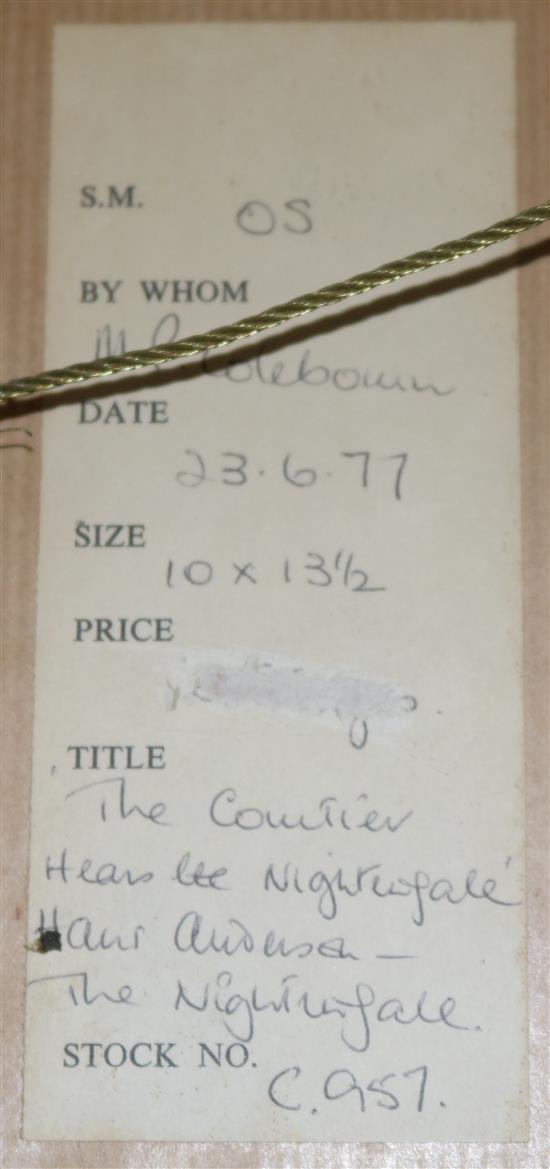 S.M.
OS
BY WHOM
DATE
23.6.77
SIZE
10 x 13½
PRICE
TITLE
The Courtier
Hears the Nightingale
Hans Andersen —
The Nightingale.
STOCK NO.
C.957.